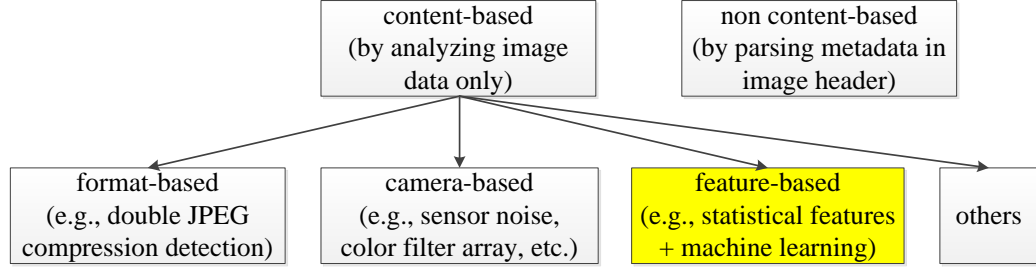 content-based
(by analyzing image
data only)
non content-based
(by parsing metadata in
image header)
format-based
(e.g., double JPEG
compression detection)
camera-based
(e.g., sensor noise,
color filter array, etc.)
feature-based
(e.g., statistical features
+ machine learning)
others